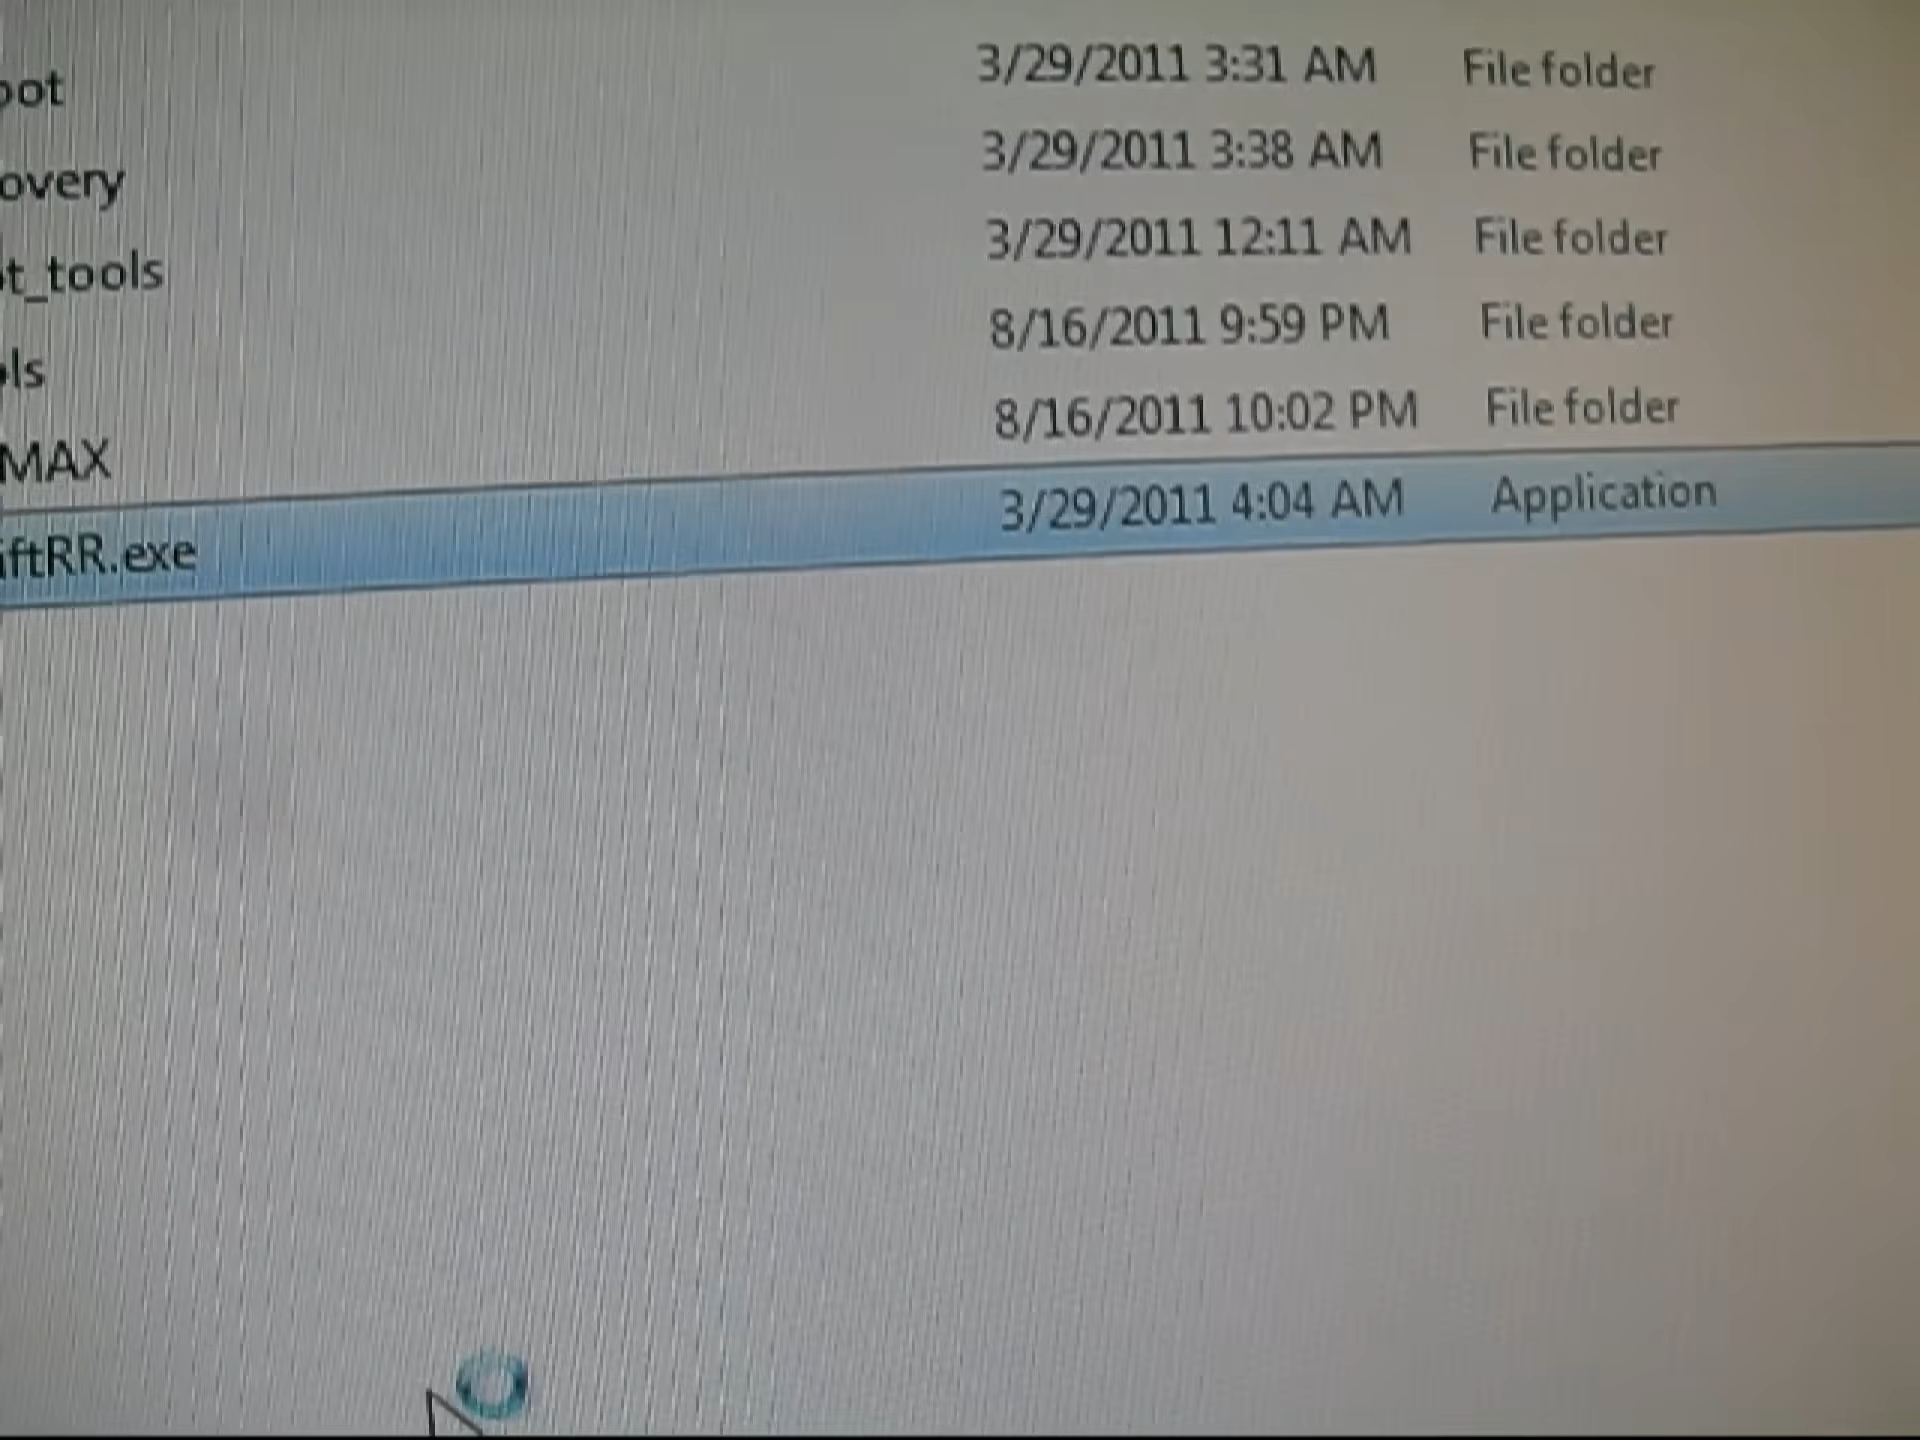 oot 3/29/2011 3:31 AM File folder
overy 3/29/2011 3:38 AM File folder
t_tools 3/29/2011 12:11 AM File folder
ls 8/16/2011 9:59 PM File folder
MAX 8/16/2011 10:02 PM File folder
iftRR.exe 3/29/2011 4:04 AM Application